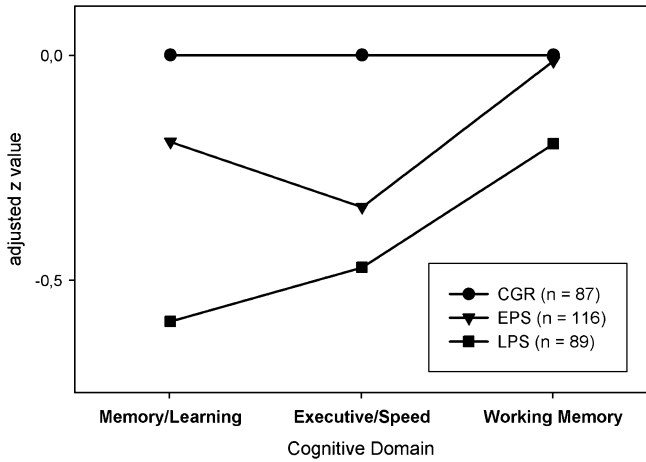 0,0
-0,5
adjusted z value
CGR (n = 87)
EPS (n = 116)
LPS (n = 89)
Memory/Learning Executive/Speed Working Memory
Cognitive Domain